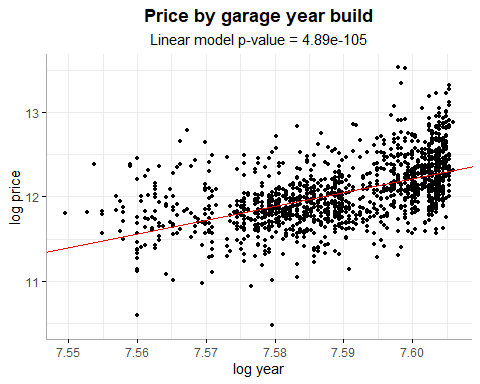 Price by garage year build
Linear model p-value = 4.89e-105
13
12
11
log price
7.55 7.56 7.57 7.58 7.59 7.60
log year